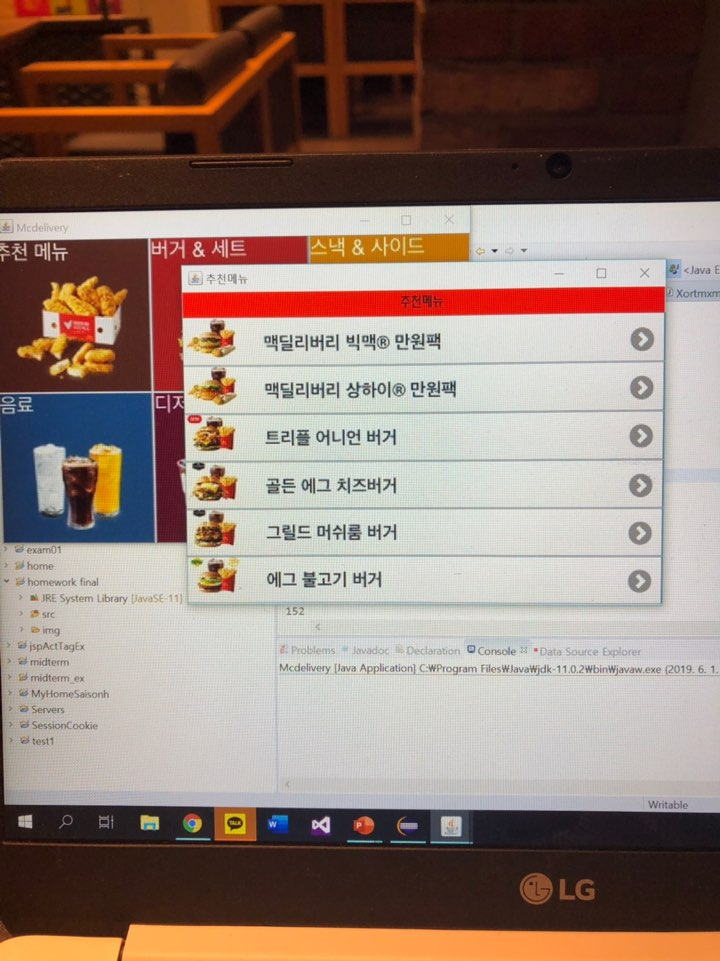 Mcdelivery
추천 메뉴
버거 & 세트
스낵 & 사이드
음료
디저
추천메뉴
추천메뉴
맥딜리버리 빅맥® 만원팩
맥딜리버리 상하이® 만원팩
트리플 어니언 버거
골든 에그 치즈버거
그릴드 머쉬룸 버거
에그 불고기 버거
<Java E
Xortmxm
exam01
home
homework final
JRE System Library [JavaSE-11]
src
img
jspActTagEx
midterm
midterm_ex
MyHomeSaisonh
Servers
SessionCookie
test1
152
Problems Javadoc Declaration Console Data Source Explorer
Mcdelivery [Java Application] C:₩Program Files₩Java₩jdk-11.0.2₩bin₩javaw.exe (2019. 6. 1.
Writable
TALK
LG